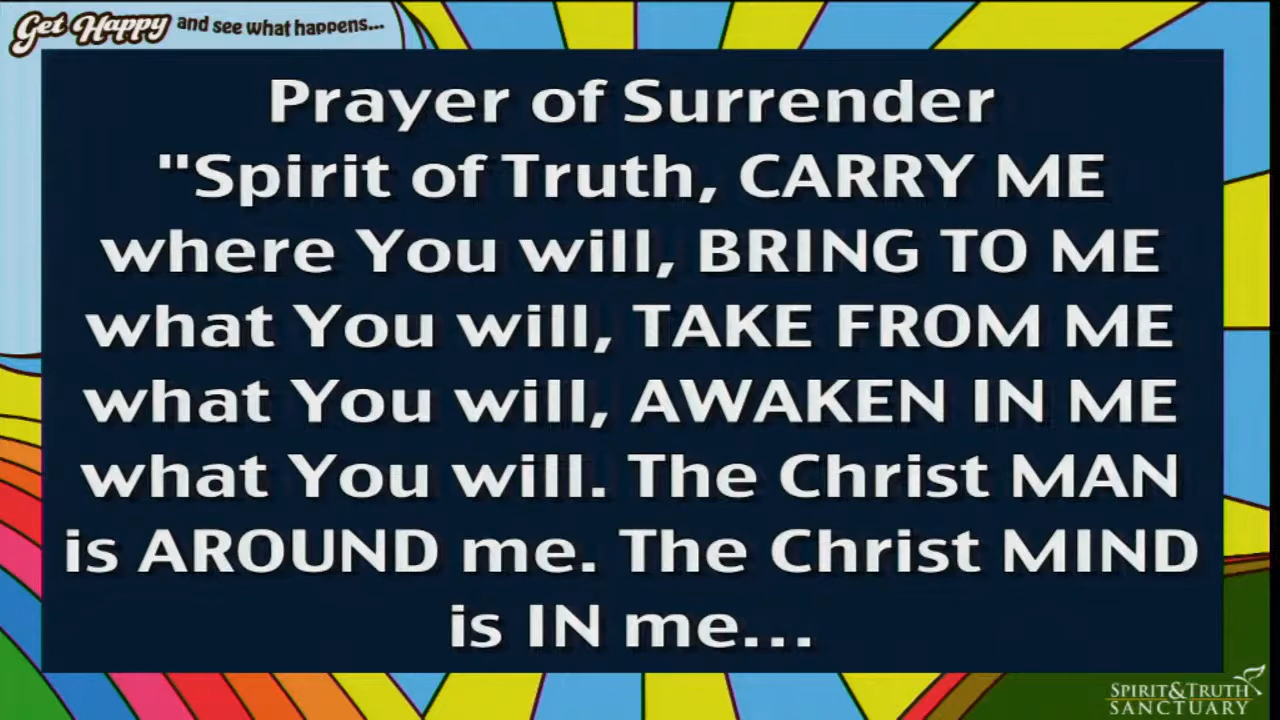 Get Happy and see what happens...
Prayer of Surrender
"Spirit of Truth, CARRY ME
where You will, BRING TO ME
what You will, TAKE FROM ME
what You will, AWAKEN IN ME
what You will. The Christ MAN
is AROUND me. The Christ MIND
is IN me...
SPIRIT&TRUTH
SANCTUARY